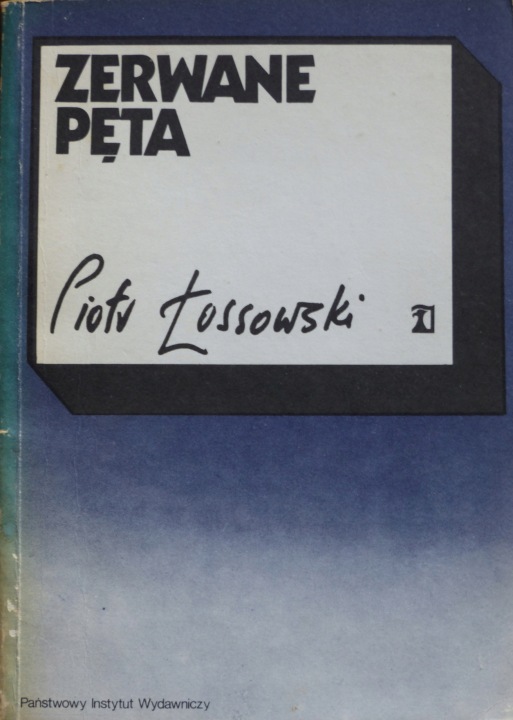 ZERWANE
PĘTA
Piotr Łossowski
Państwowy Instytut Wydawniczy